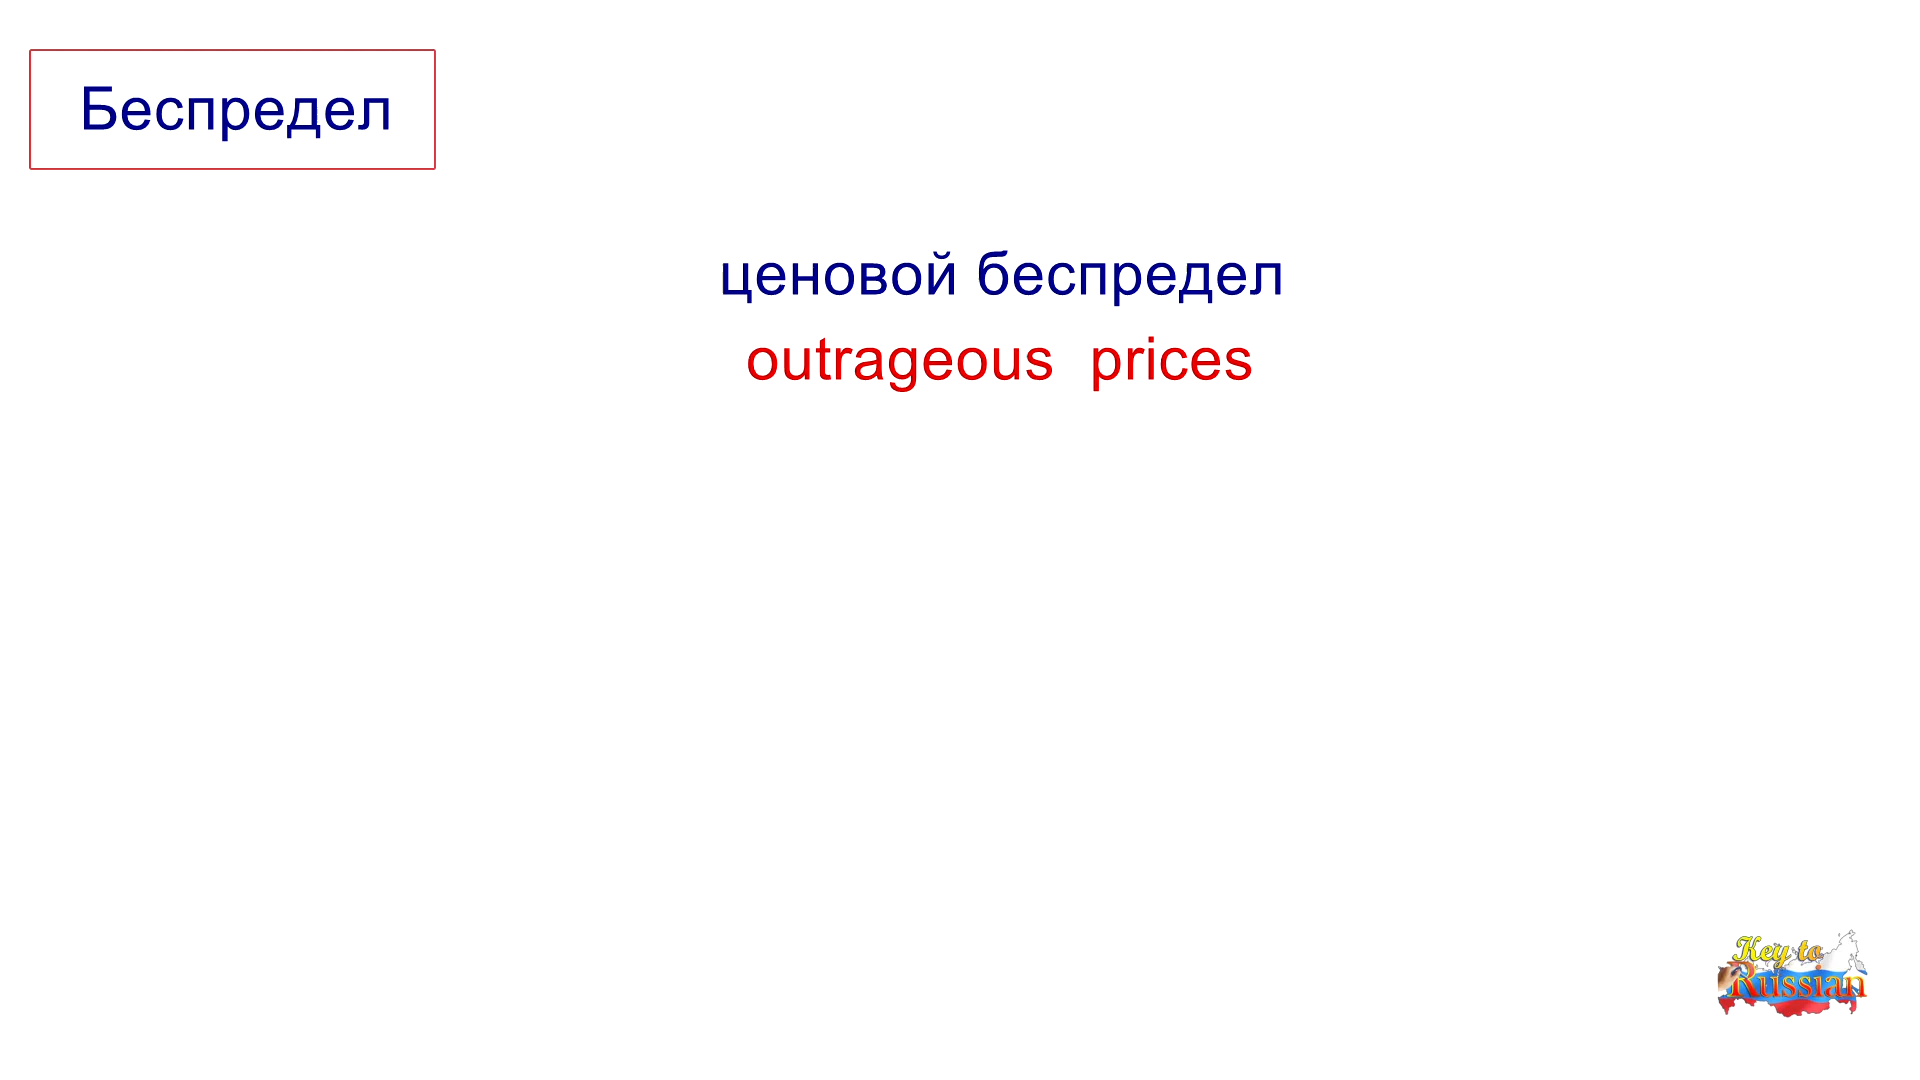 Беспредел
ценовой беспредел
outrageous prices
Key to
Russian